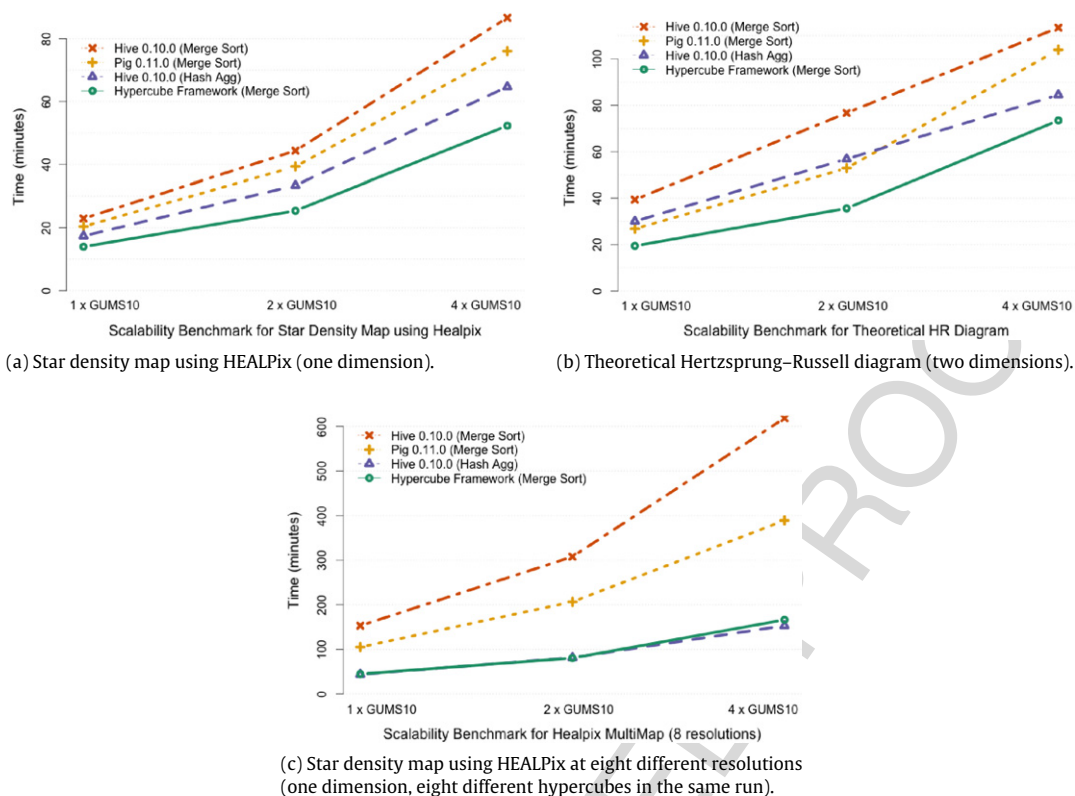 Time (minutes)
0
20
40
60
80
Hive 0.10.0 (Merge Sort)
Pig 0.11.0 (Merge Sort)
Hive 0.10.0 (Hash Agg)
Hypercube Framework (Merge Sort)
1 x GUMS10
2 x GUMS10
4 x GUMS10
Scalability Benchmark for Star Density Map using Healpix
(a) Star density map using HEALPix (one dimension).
Time (minutes)
0
20
40
60
80
100
Hive 0.10.0 (Merge Sort)
Pig 0.11.0 (Merge Sort)
Hive 0.10.0 (Hash Agg)
Hypercube Framework (Merge Sort)
1 x GUMS10
2 x GUMS10
4 x GUMS10
Scalability Benchmark for Theoretical HR Diagram
(b) Theoretical Hertzsprung–Russell diagram (two dimensions).
Time (minutes)
0
100
200
300
400
500
600
Hive 0.10.0 (Merge Sort)
Pig 0.11.0 (Merge Sort)
Hive 0.10.0 (Hash Agg)
Hypercube Framework (Merge Sort)
1 x GUMS10
2 x GUMS10
4 x GUMS10
Scalability Benchmark for Healpix MultiMap (8 resolutions)
(c) Star density map using HEALPix at eight different resolutions
(one dimension, eight different hypercubes in the same run).